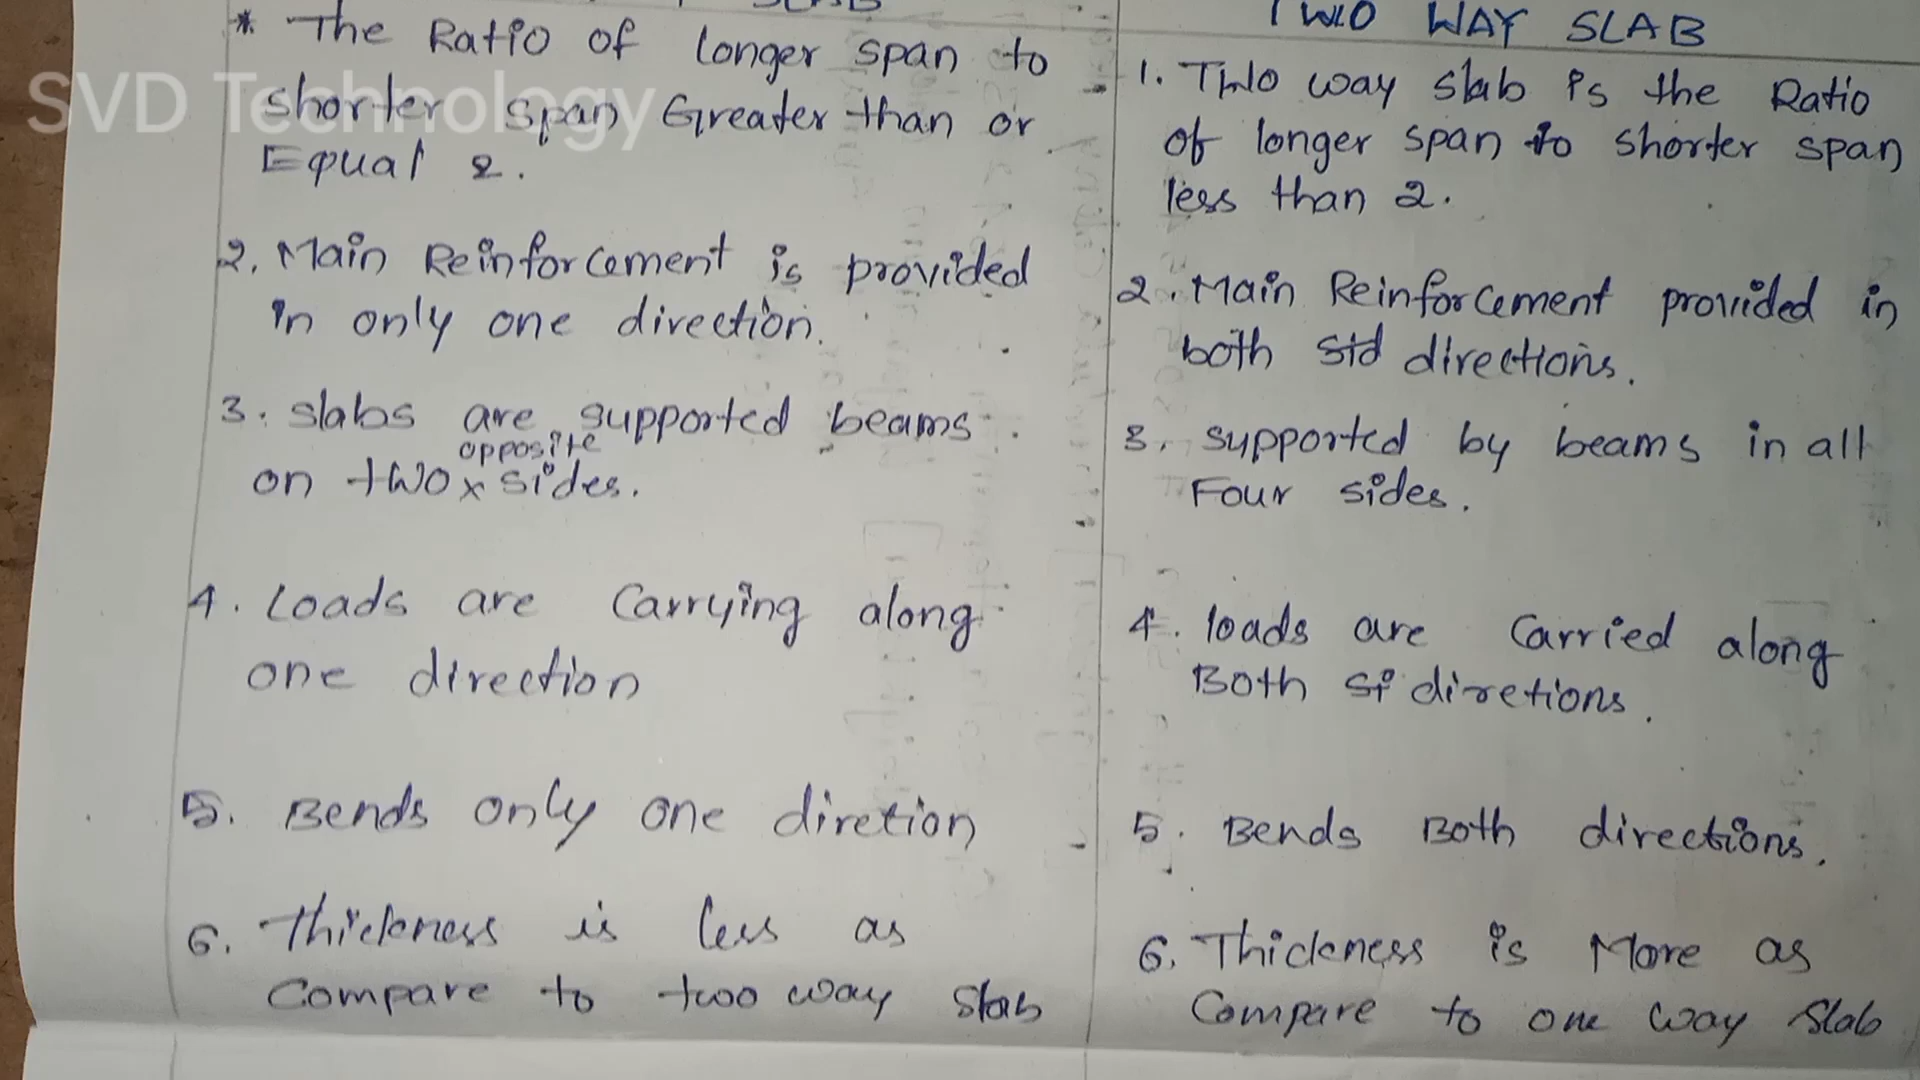 SLAB
* The Ratio of longer span to
shorter span Greater than or
Equal 2.
2. Main Reinforcement is provided
in only one direction.
3. slabs are supported beams
opposite
on two x sides.
4. Loads are Carrying along
one direction
5. Bends only one diretion
6. Thickness is less as
Compare to two way Slab
TWO WAY SLAB
1. Two way slab is the Ratio
of longer span to shorter span
less than 2.
2. Main Reinforcement provided in
both std directions.
3. supported by beams in all
Four sides.
4. loads are Carried along
Both si diretions.
5. Bends Both directions.
6. Thickness is More as
Compare to one way Slab
SVD Technology